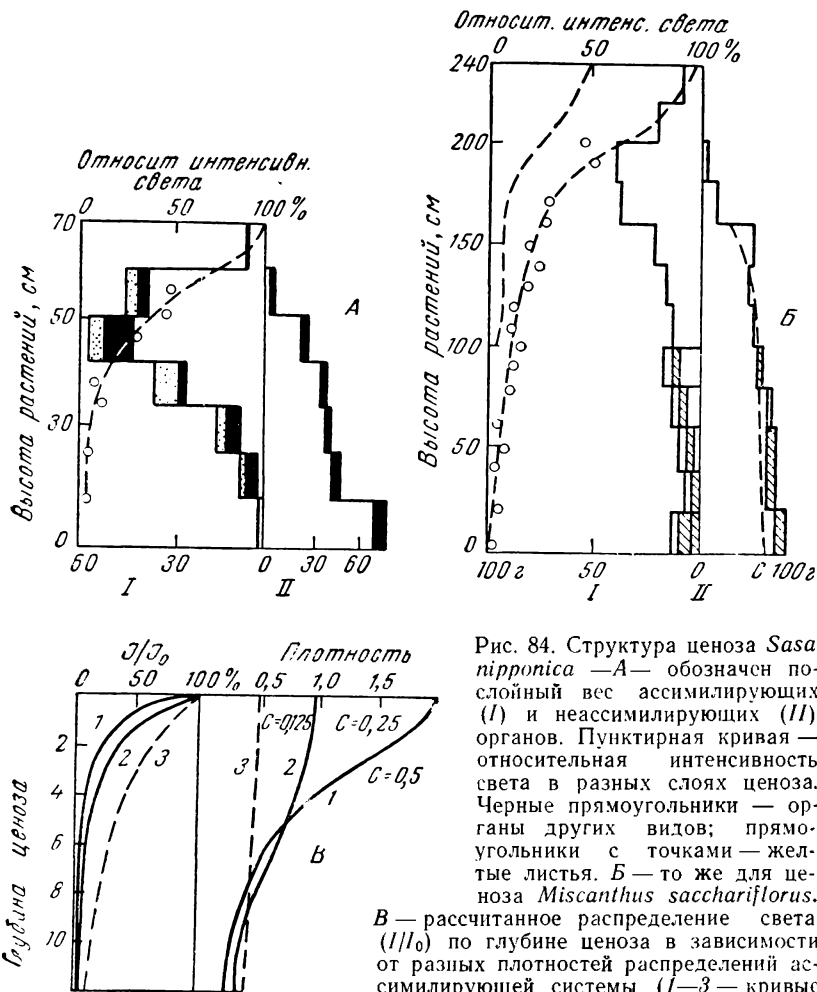 Относит. интенс. света
0 50 100 %
240
200
150
100
50
0
Высота растений, см
100 г 50 0 С 100 г
I II
Б
Относит интенсивн.
света
0 50 100 %
70
50
30
0
Высота растений, см
60 30 0 30 60
I II
А
J/J₀ Плотность
0 50 100 % 0,5 1,0 1,5
C=0,125 C=0,25
C=0,5
1 2 3
3 2 1
2
4
6
8
10
Глубина ценоза
В
Рис. 84. Структура ценоза Sasa
nipponica —А— обозначен по-
слойный вес ассимилирующих
(I) и неассимилирующих (II)
органов. Пунктирная кривая —
относительная интенсивность
света в разных слоях ценоза.
Черные прямоугольники — ор-
ганы других видов; прямо-
угольники с точками — жел-
тые листья. Б — то же для це-
ноза Miscanthus sacchariflorus.
В — рассчитанное распределение света
(I/I₀) по глубине ценоза в зависимости
от разных плотностей распределений ас-
симилирующей системы (1—3 — кривые